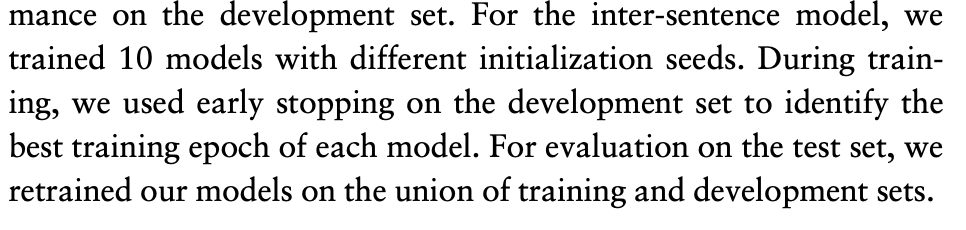 mance on the development set. For the inter-sentence model, we
trained 10 models with different initialization seeds. During train-
ing, we used early stopping on the development set to identify the
best training epoch of each model. For evaluation on the test set, we
retrained our models on the union of training and development sets.